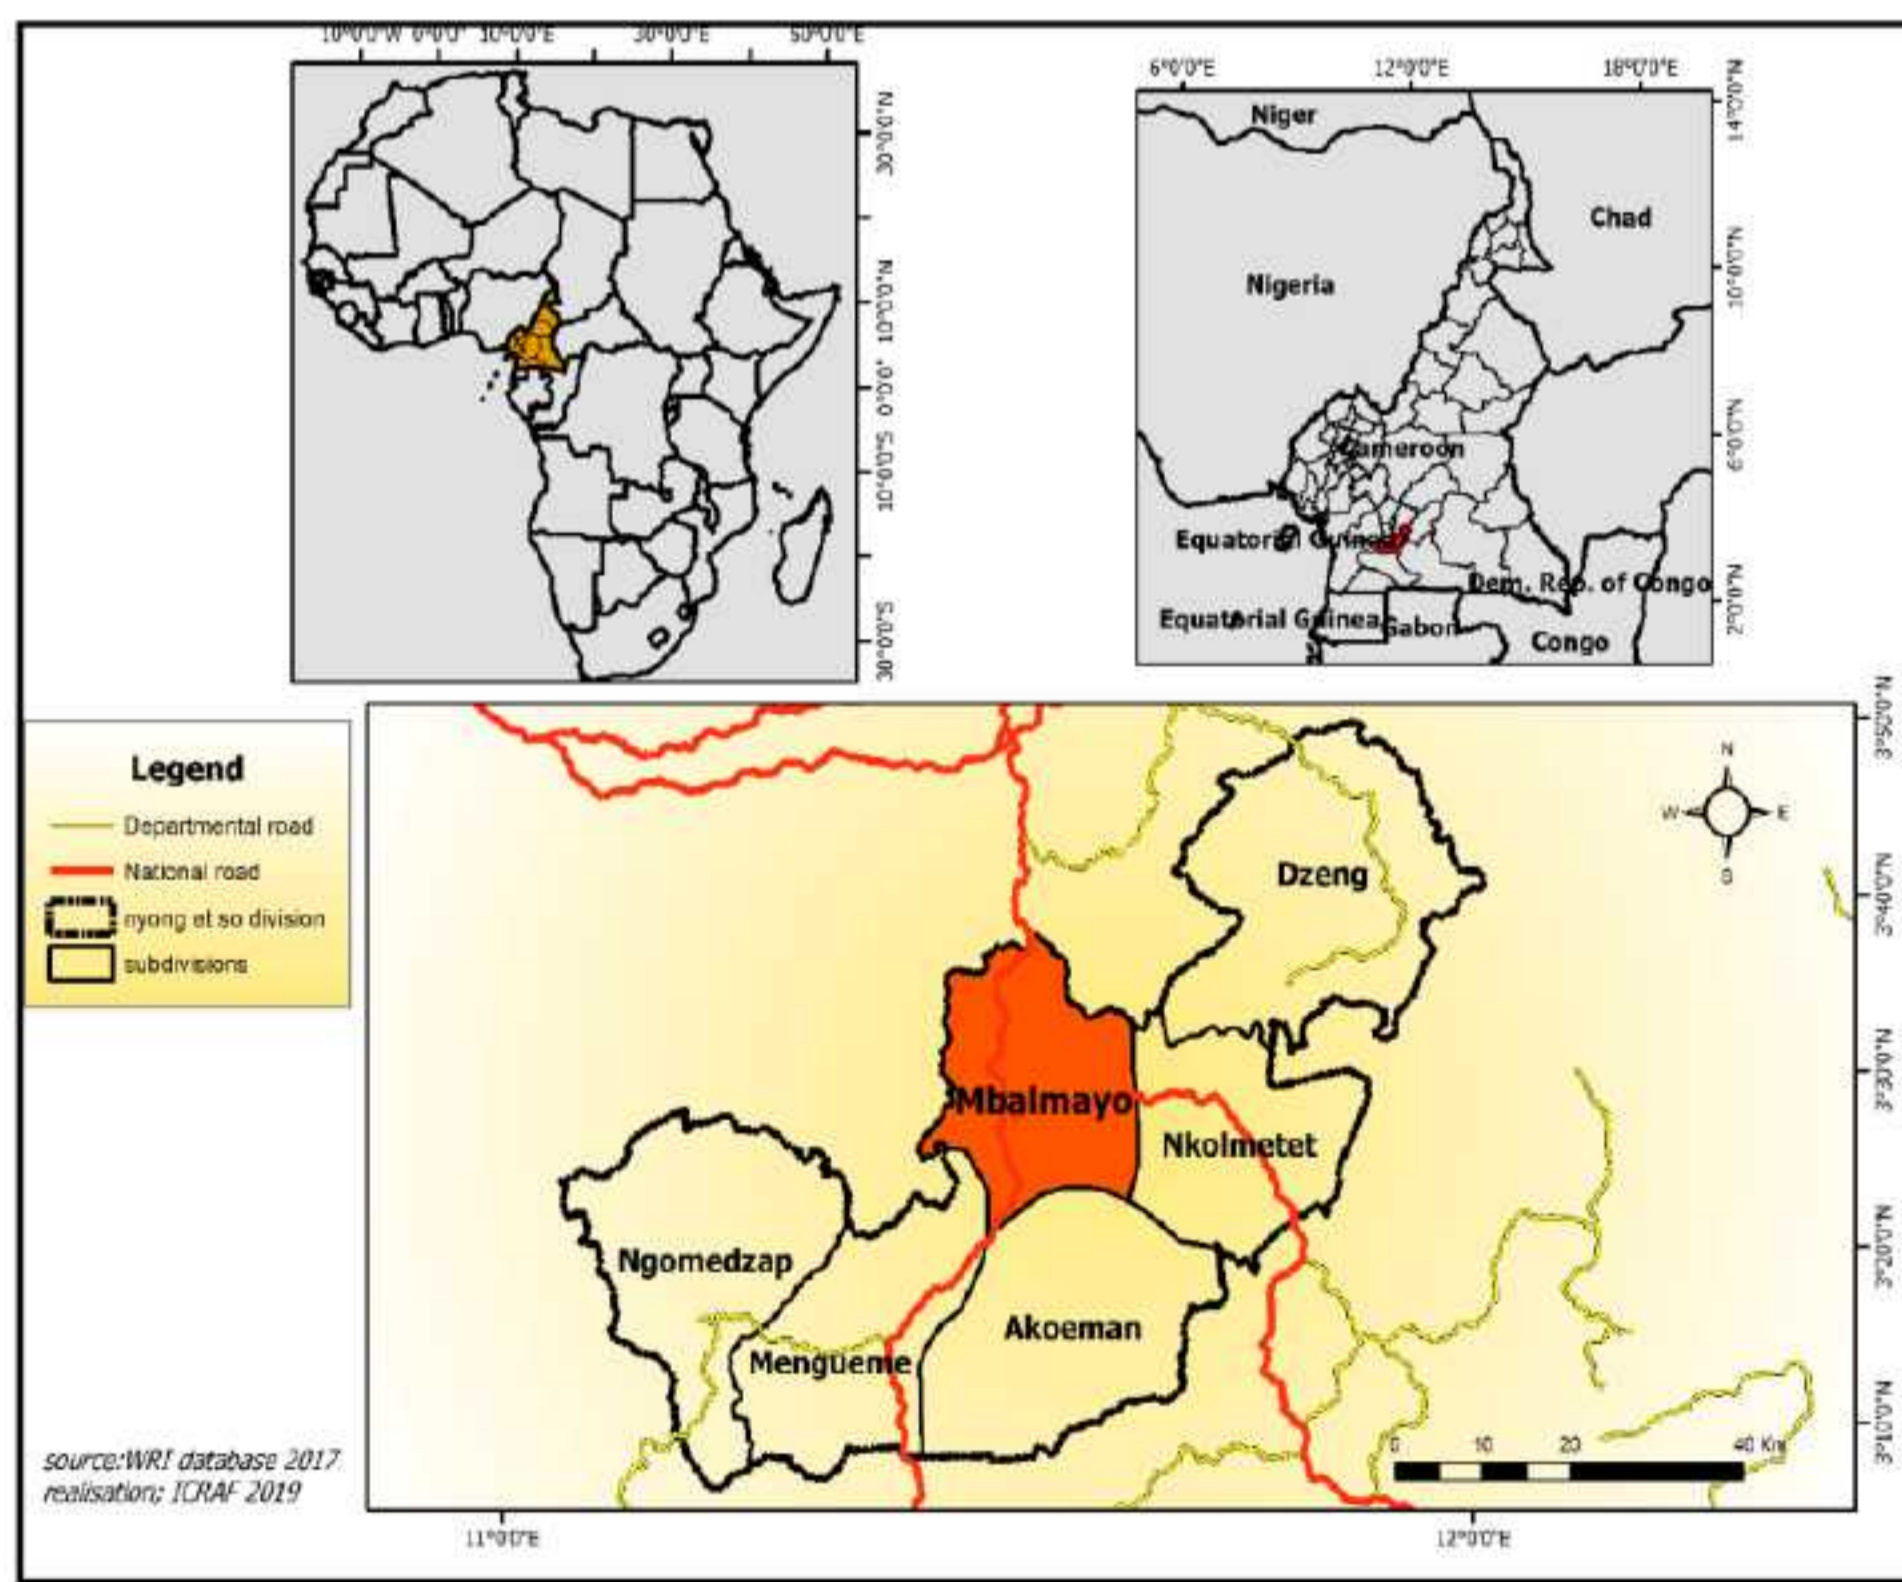 10°0'0"W 0°0'0" 10°0'0"E 30°0'0"E 50°0'0"E
30°0'0"N
10°0'0"N
0°0'0"
10°0'0"S
30°0'0"S
6°0'0"E 12°0'0"E 18°0'0"E
14°0'0"N
10°0'0"N
6°0'0"N
2°0'0"N
Niger
Chad
Nigeria
Cameroon
Equatorial Guinea
Dem. Rep. of Congo
Equatorial Guinea
Gabon
Congo
Legend
Departmental road
National road
nyong et so division
subdivisions
N
W E
S
Dzeng
Mbalmayo
Nkolmetet
Ngomedzap
Akoeman
Mengueme
3°50'0"N
3°40'0"N
3°30'0"N
3°20'0"N
3°10'0"N
0 10 20 40 Km
11°0'0"E 12°0'0"E
source:WRI database 2017
realisation; ICRAF 2019